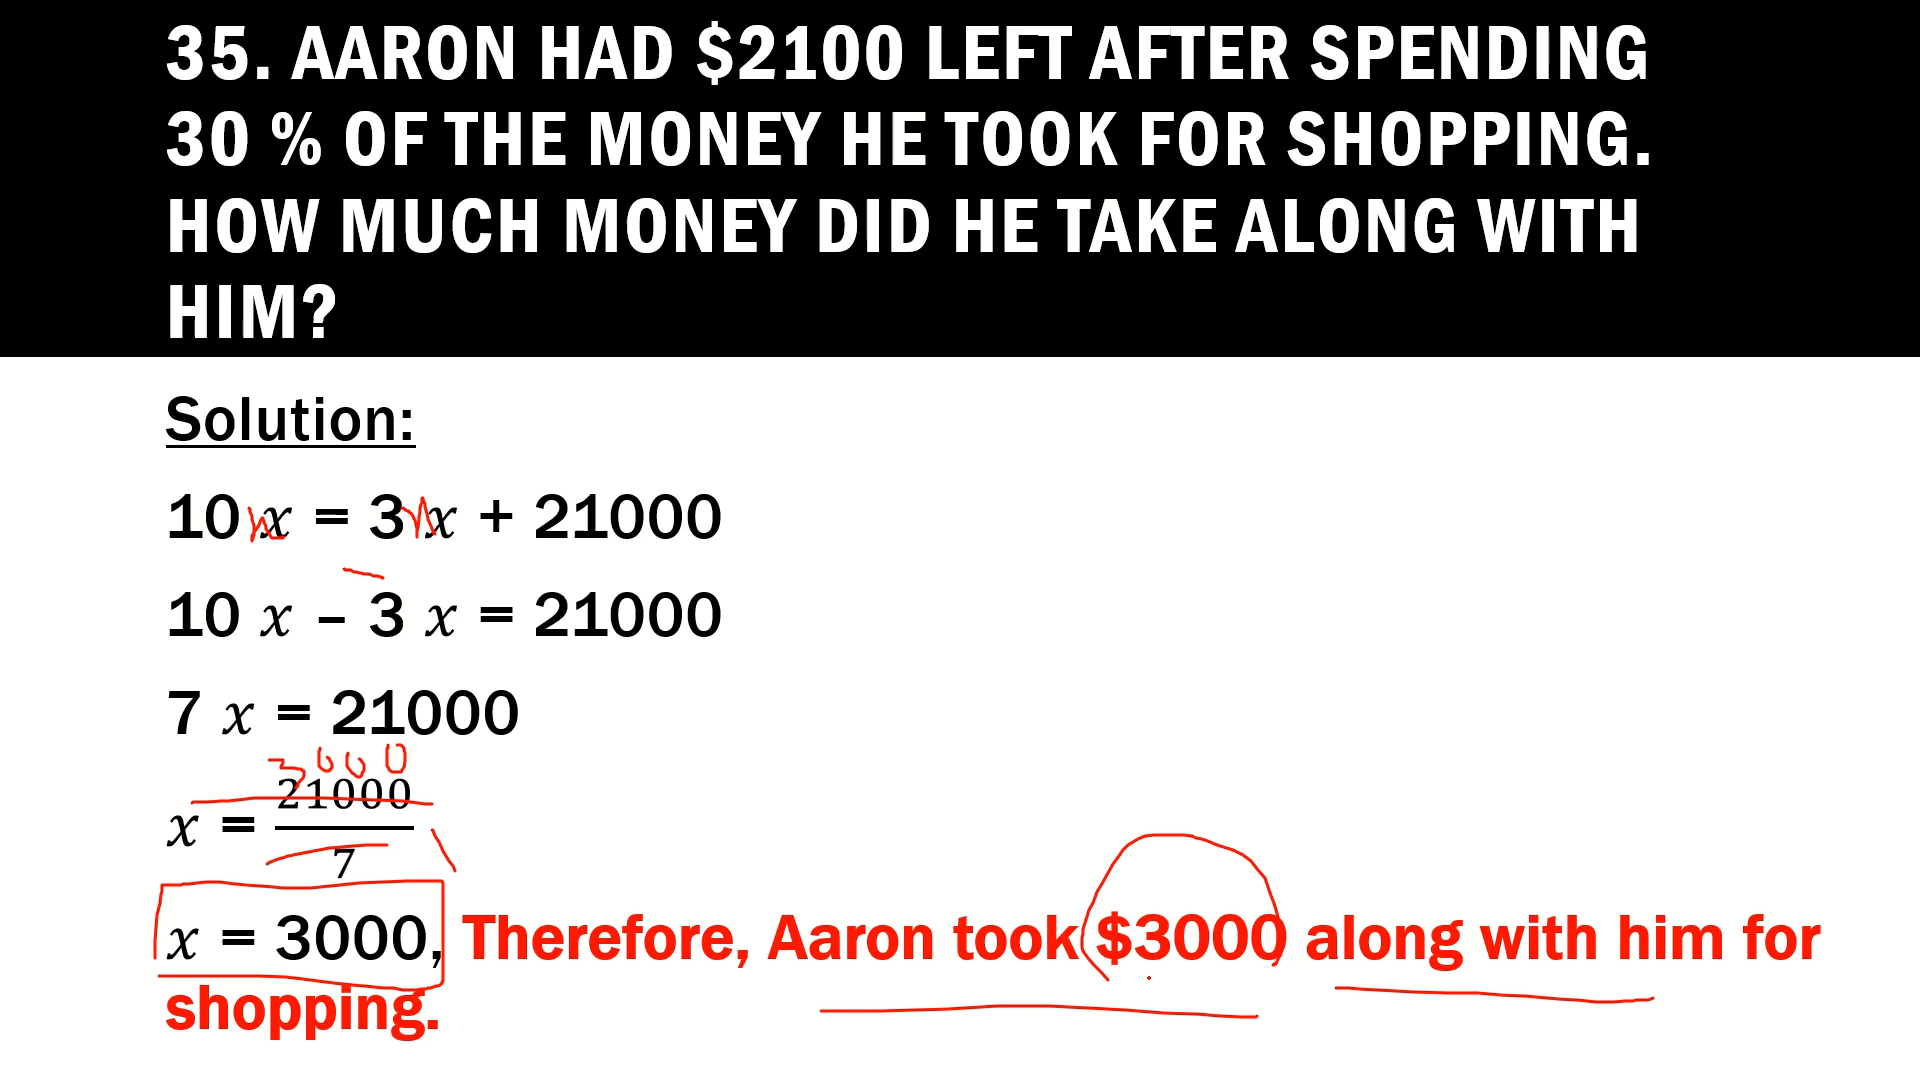 35. AARON HAD $2100 LEFT AFTER SPENDING
30 % OF THE MONEY HE TOOK FOR SHOPPING.
HOW MUCH MONEY DID HE TAKE ALONG WITH
HIM?
Solution:
10 x = 3 x + 21000
10 x – 3 x = 21000
7 x = 21000
3000
x = 21000/7
x = 3000, Therefore, Aaron took $3000 along with him for
shopping.